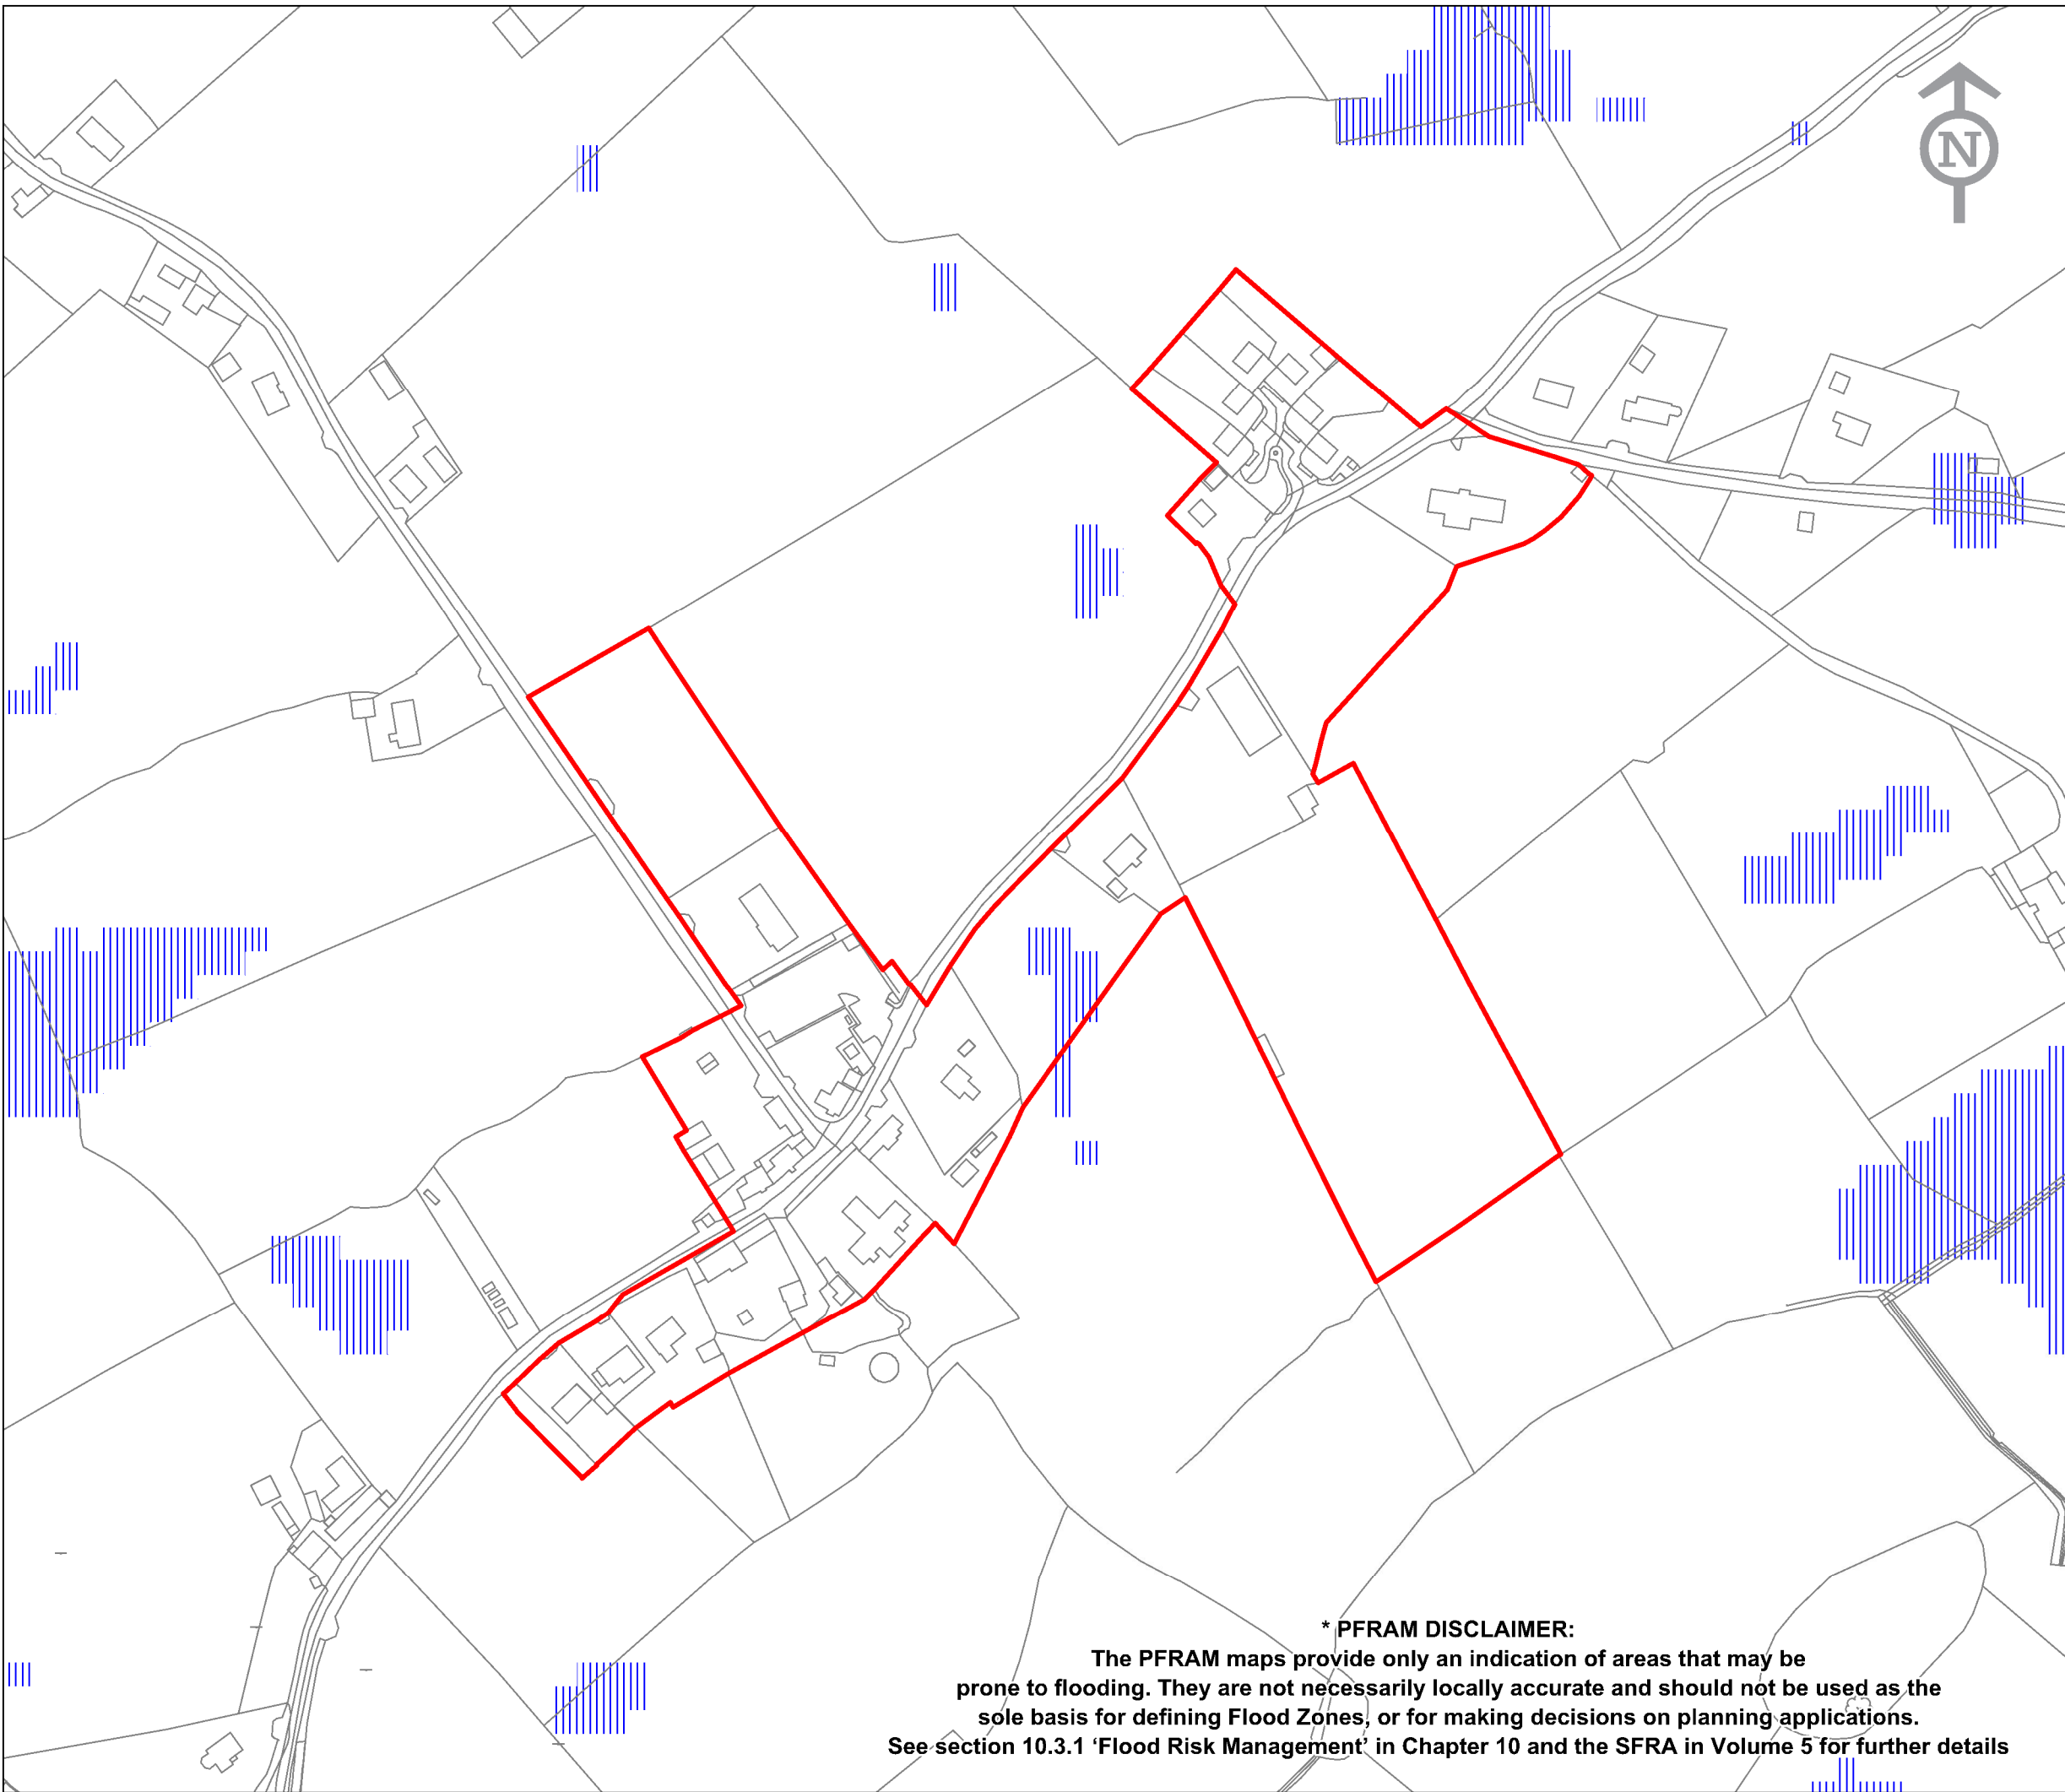 N
* PFRAM DISCLAIMER:
The PFRAM maps provide only an indication of areas that may be
prone to flooding. They are not necessarily locally accurate and should not be used as the
sole basis for defining Flood Zones, or for making decisions on planning applications.
See section 10.3.1 ‘Flood Risk Management’ in Chapter 10 and the SFRA in Volume 5 for further details